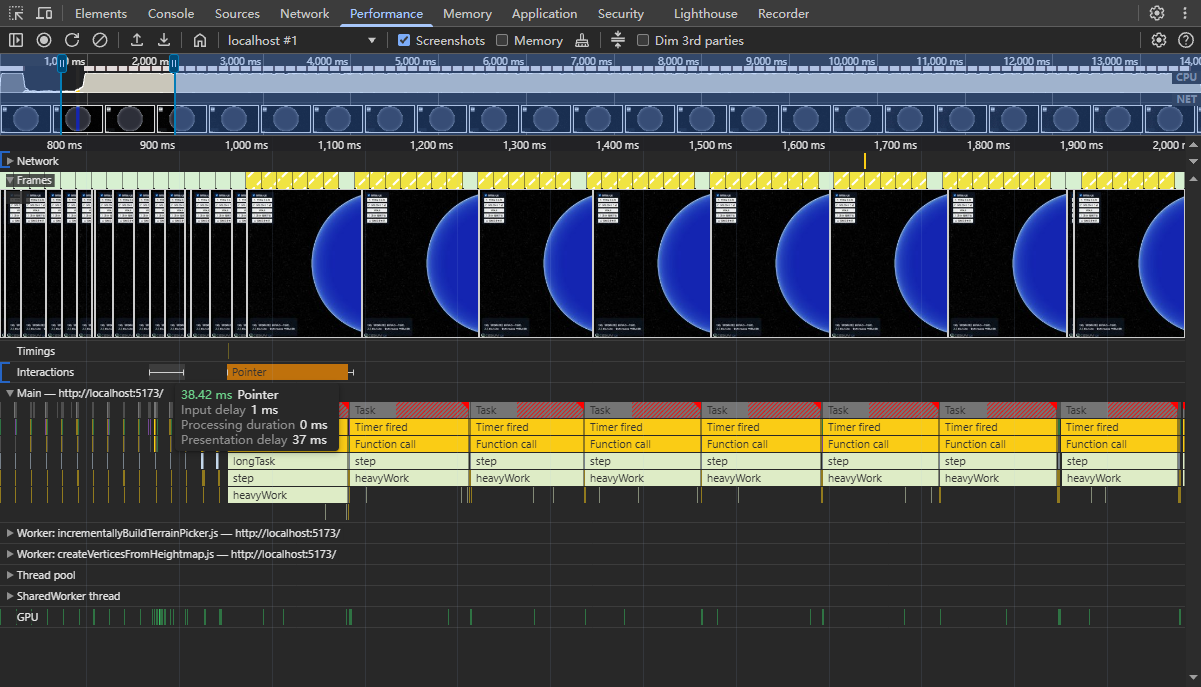 Elements Console Sources Network Performance Memory Application Security Lighthouse Recorder
localhost #1 Screenshots Memory Dim 3rd parties
ms 2,000 ms 3,000 ms 4,000 ms 5,000 ms 6,000 ms 7,000 ms 8,000 ms 9,000 ms 10,000 ms 11,000 ms 12,000 ms 13,000 ms
CPU
NET
800 ms 900 ms 1,000 ms 1,100 ms 1,200 ms 1,300 ms 1,400 ms 1,500 ms 1,600 ms 1,700 ms 1,800 ms 1,900 ms
Network
Frames
Timings
Interactions Pointer
Main — http://localhost:5173/
38.42 ms Pointer
Input delay 1 ms
Processing duration 0 ms
Presentation delay 37 ms
Task Task Task Task Task Task Task
Timer fired Timer fired Timer fired Timer fired Timer fired Timer fired Timer fired
Function call Function call Function call Function call Function call Function call Function call
longTask step step step step step step step
step heavyWork heavyWork heavyWork heavyWork heavyWork heavyWork heavyWork
heavyWork
Worker: incrementallyBuildTerrainPicker.js — http://localhost:5173/
Worker: createVerticesFromHeightmap.js — http://localhost:5173/
Thread pool
SharedWorker thread
GPU